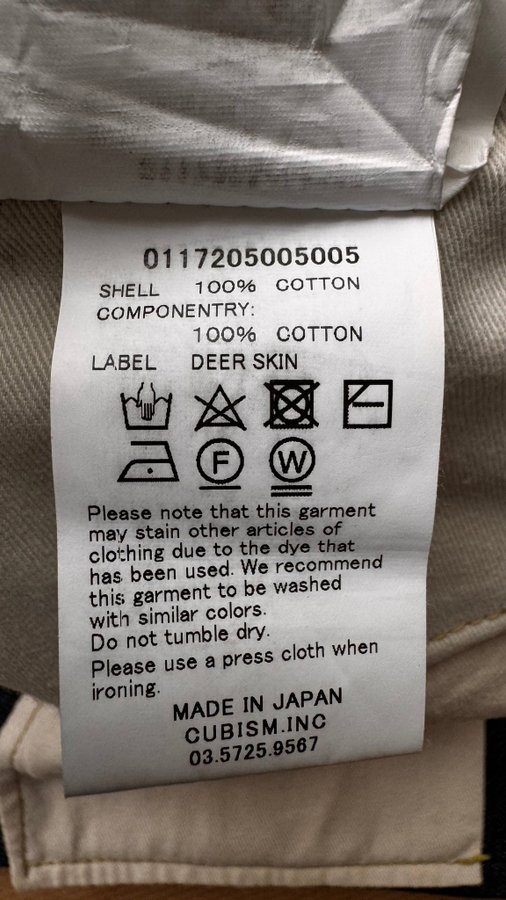 0117205005005
SHELL 100% COTTON
COMPONENTRY:
100% COTTON
LABEL DEER SKIN
F W
Please note that this garment
may stain other articles of
clothing due to the dye that
has been used. We recommend
this garment to be washed
with similar colors.
Do not tumble dry.
Please use a press cloth when
ironing.
MADE IN JAPAN
CUBISM.INC
03.5725.9567